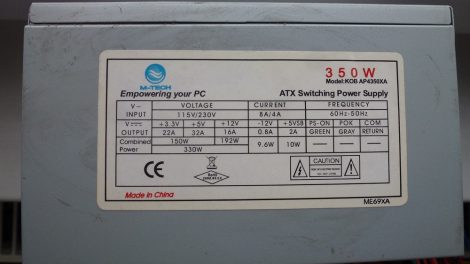 M-TECH
350W
Model:KOB AP4350XA
Empowering your PC
ATX Switching Power Supply
V~ INPUT VOLTAGE CURRENT FREQUENCY
115V/230V 8A/4A 60Hz-50Hz
V⎓ OUTPUT +3.3V +5V +12V -12V +5VSB PS-ON POK COM
22A 32A 16A 0.8A 2A GREEN GRAY RETURN
Combined Power 150W 192W 9.6W 10W
330W
CE
CAUTION
Made in China
ME69XA